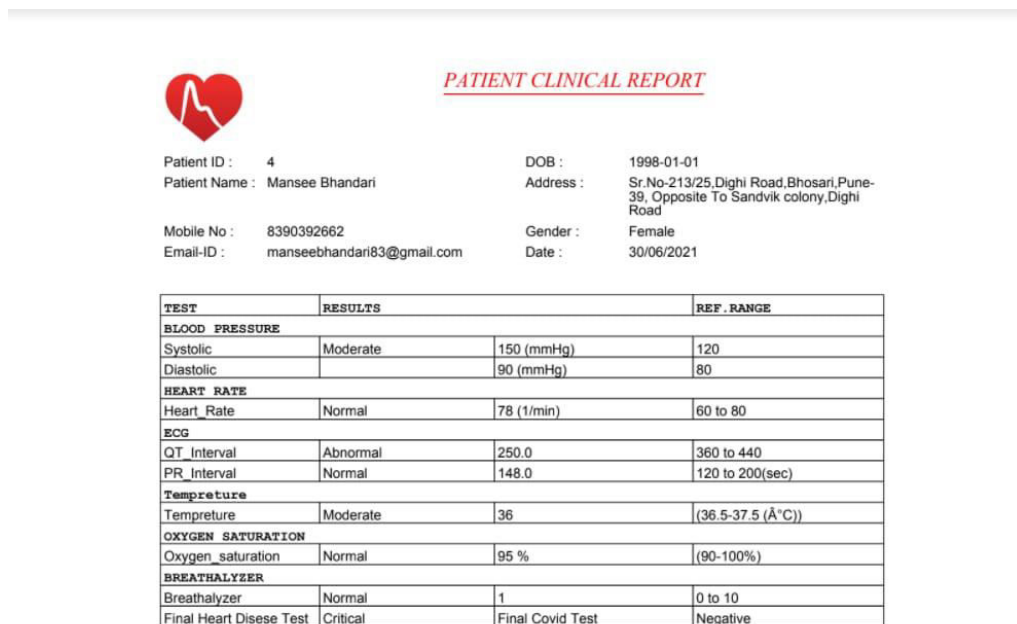 PATIENT CLINICAL REPORT
Patient ID : 4 DOB : 1998-01-01
Patient Name : Mansee Bhandari Address : Sr.No-213/25,Dighi Road,Bhosari,Pune-
39, Opposite To Sandvik colony,Dighi
Road
Mobile No : 8390392662 Gender : Female
Email-ID : manseebhandari83@gmail.com Date : 30/06/2021
TEST RESULTS REF.RANGE
BLOOD PRESSURE
Systolic Moderate 150 (mmHg) 120
Diastolic 90 (mmHg) 80
HEART RATE
Heart_Rate Normal 78 (1/min) 60 to 80
ECG
QT_Interval Abnormal 250.0 360 to 440
PR_Interval Normal 148.0 120 to 200(sec)
Tempreture
Tempreture Moderate 36 (36.5-37.5 (Â°C))
OXYGEN SATURATION
Oxygen_saturation Normal 95 % (90-100%)
BREATHALYZER
Breathalyzer Normal 1 0 to 10
Final Heart Disese Test Critical Final Covid Test Negative